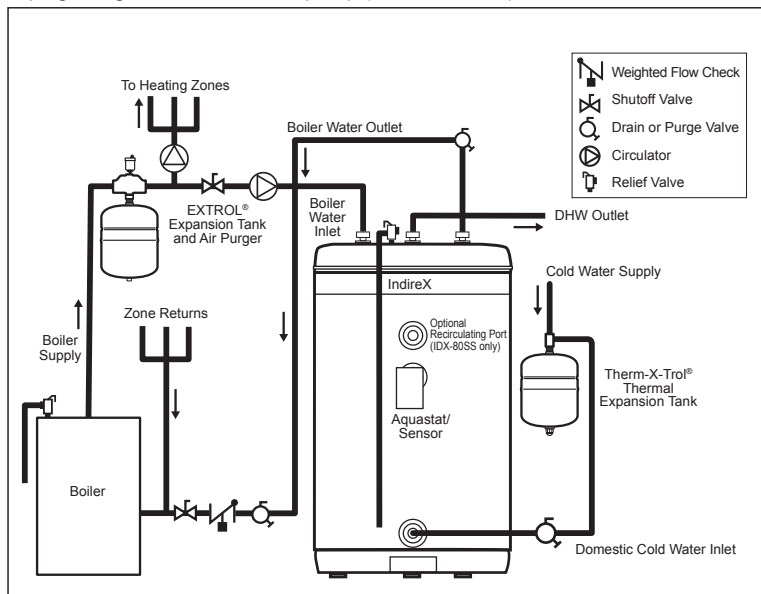 To Heating Zones
Boiler Water Outlet
Weighted Flow Check
Shutoff Valve
Drain or Purge Valve
Circulator
Relief Valve
EXTROL®
Expansion Tank
and Air Purger
Boiler
Water
Inlet
DHW Outlet
Cold Water Supply
IndireX
Zone Returns
Optional
Recirculating Port
(IDX-80SS only)
Boiler
Supply
Therm-X-Trol®
Thermal
Expansion Tank
Aquastat/
Sensor
Boiler
Domestic Cold Water Inlet